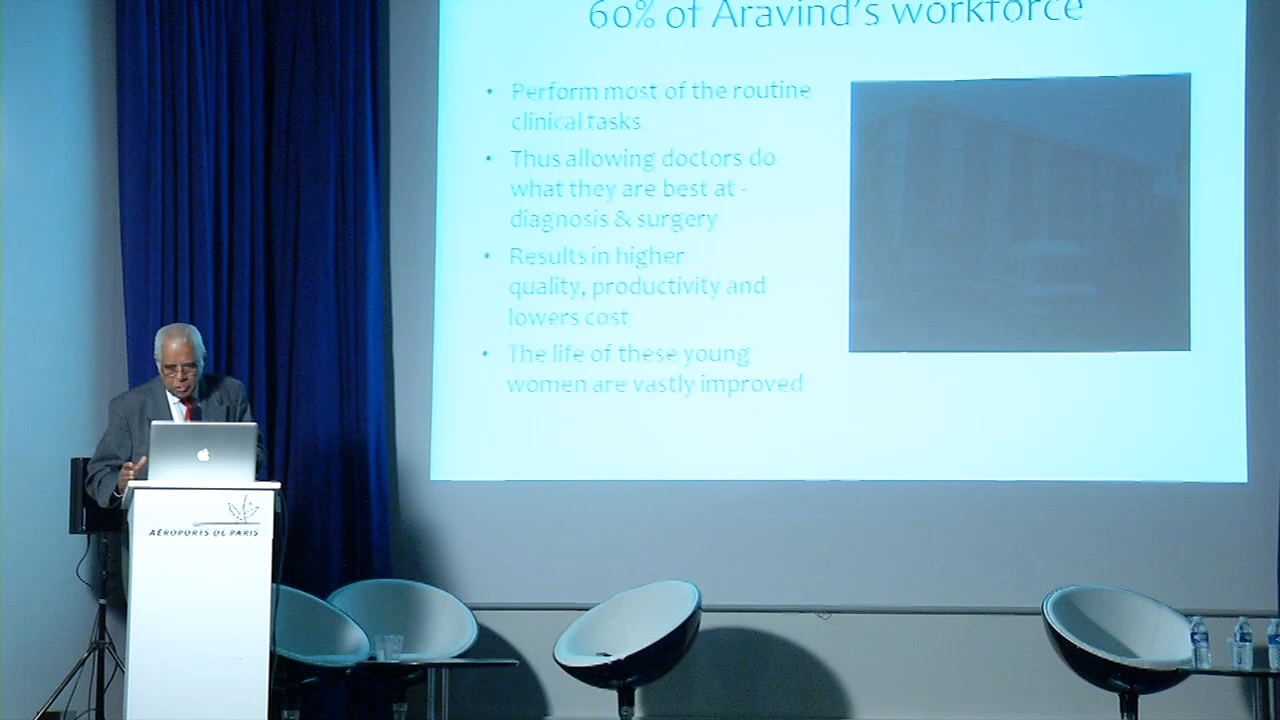 60% of Aravind's workforce
• Perform most of the routine
clinical tasks
• Thus allowing doctors do
what they are best at -
diagnosis & surgery
• Results in higher
quality, productivity and
lowers cost
• The life of these young
women are vastly improved
AÉROPORTS DE PARIS